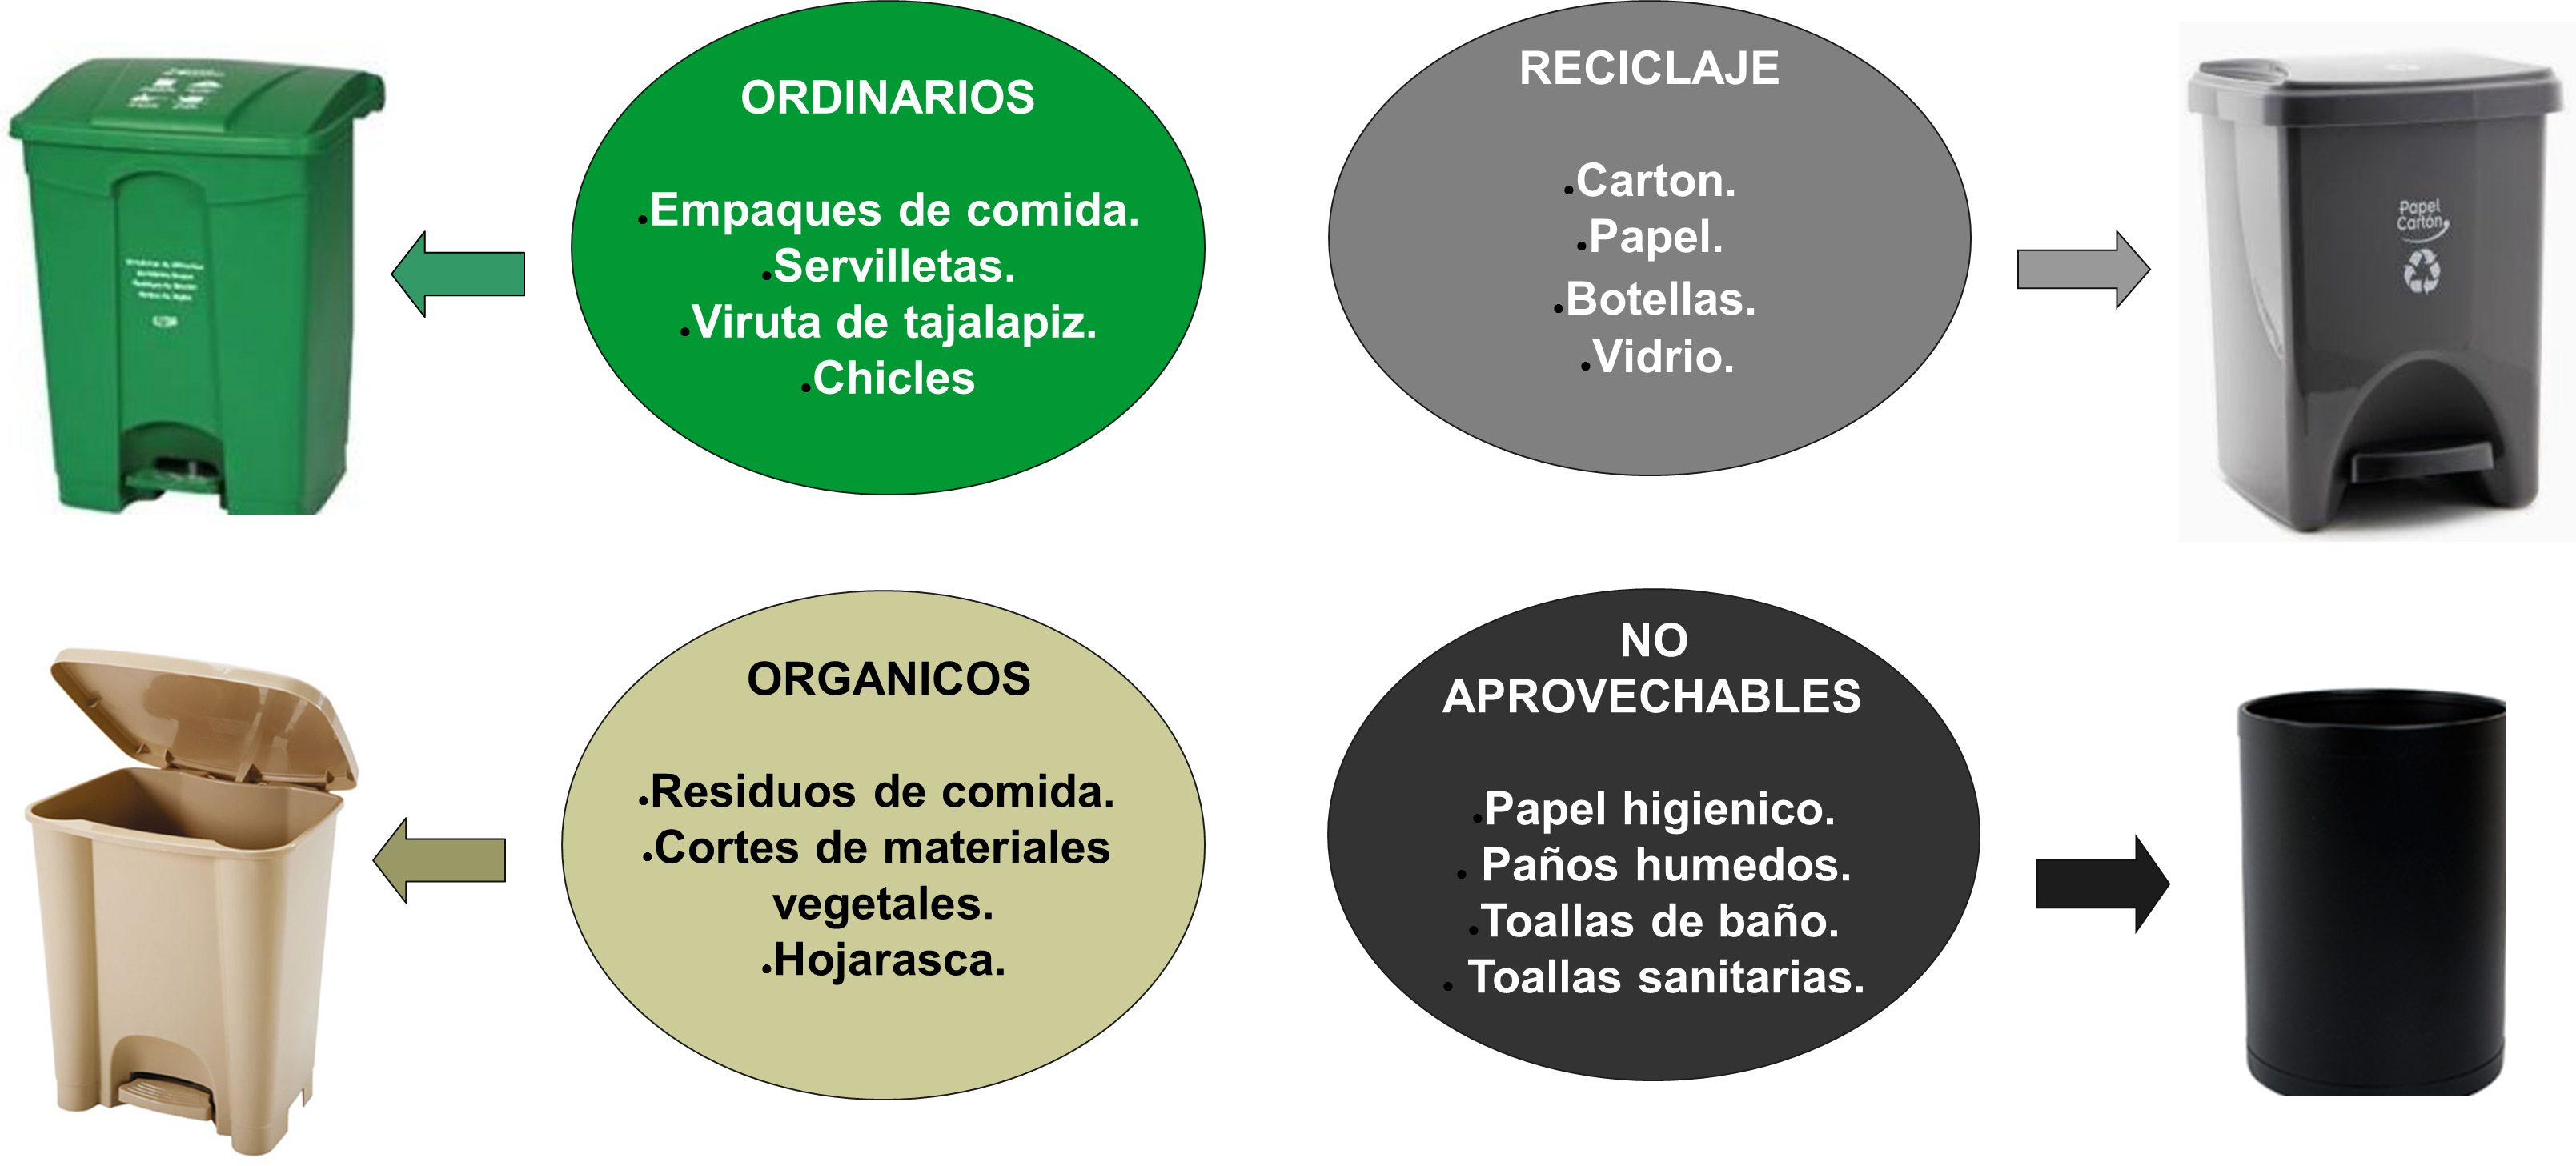 ORDINARIOS
Empaques de comida.
Servilletas.
Viruta de tajalapiz.
Chicles
RECICLAJE
Carton.
Papel.
Botellas.
Vidrio.
Papel
Cartón
ORGANICOS
Residuos de comida.
Cortes de materiales
vegetales.
Hojarasca.
NO
APROVECHABLES
Papel higienico.
Paños humedos.
Toallas de baño.
Toallas sanitarias.